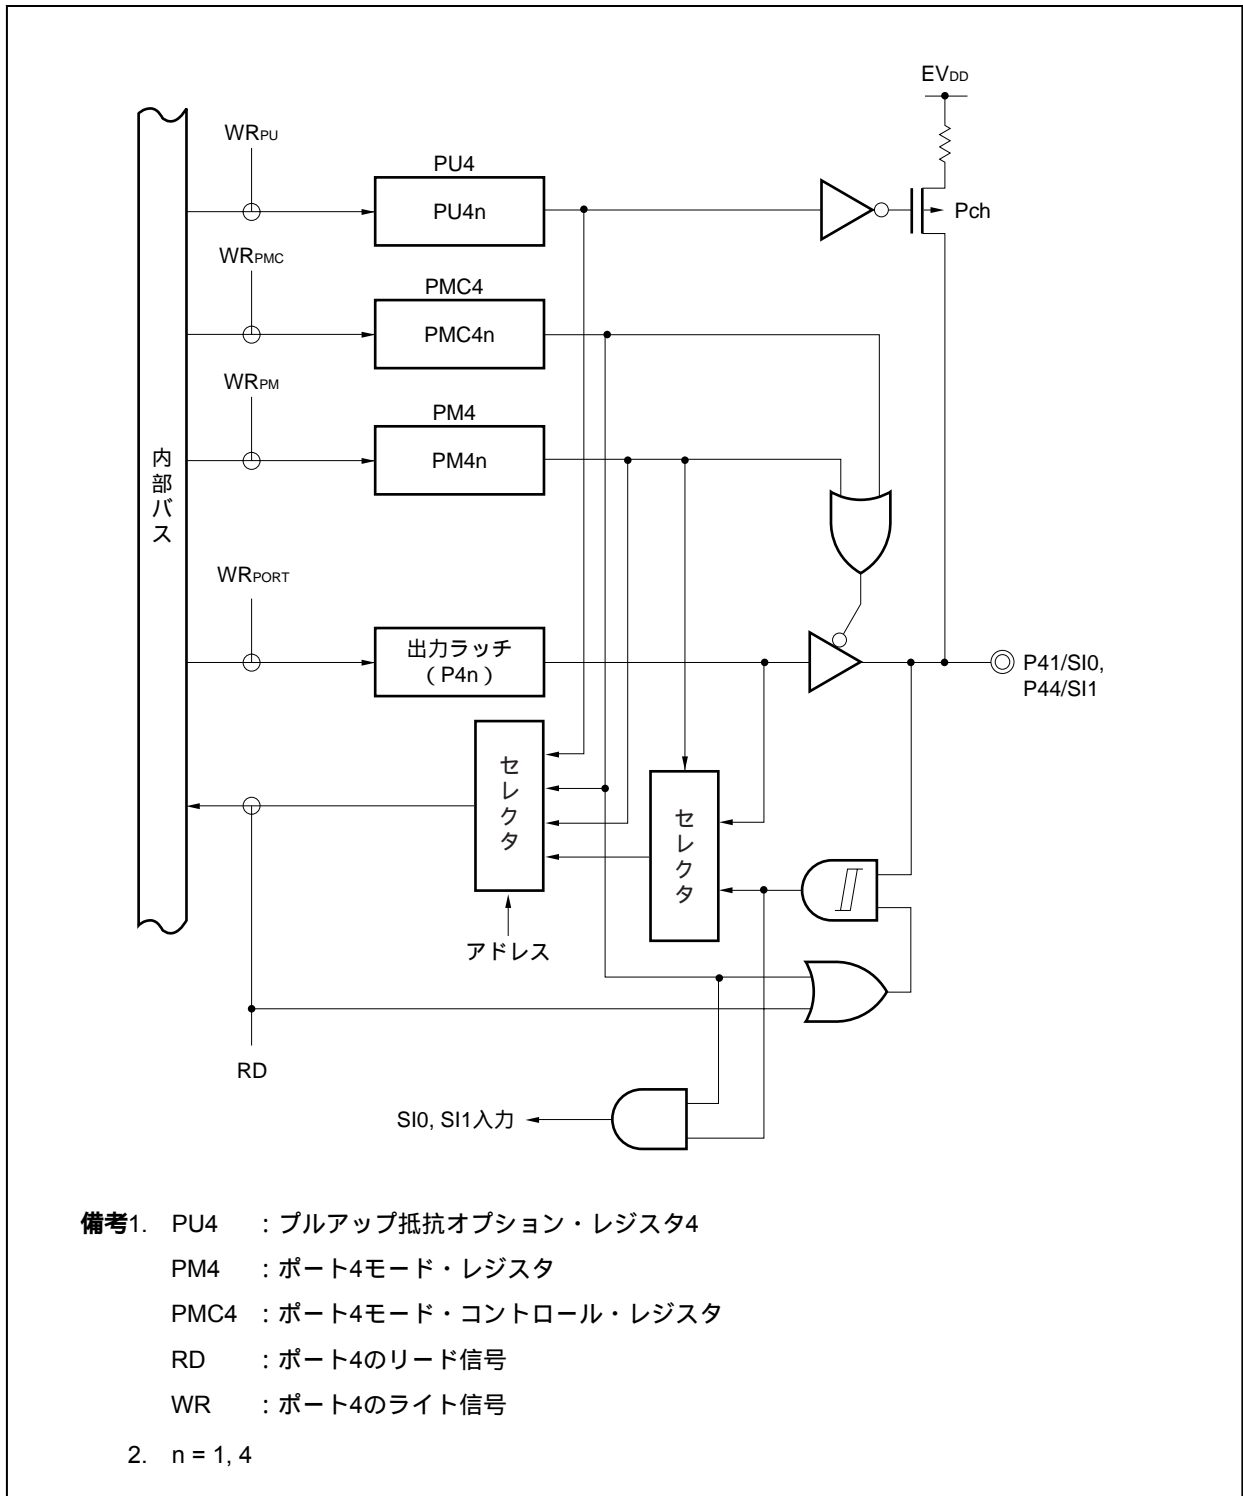 EVDD
WRPU
PU4
PU4n
Pch
WRPMC
PMC4
PMC4n
WRPM
PM4
PM4n
内部バス
WRPORT
出力ラッチ
（P4n）
P41/SI0,
P44/SI1
セレクタ
セレクタ
アドレス
RD
SI0, SI1入力
備考1. PU4 ：プルアップ抵抗オプション・レジスタ4
PM4 ：ポート4モード・レジスタ
PMC4 ：ポート4モード・コントロール・レジスタ
RD ：ポート4のリード信号
WR ：ポート4のライト信号
2. n = 1, 4